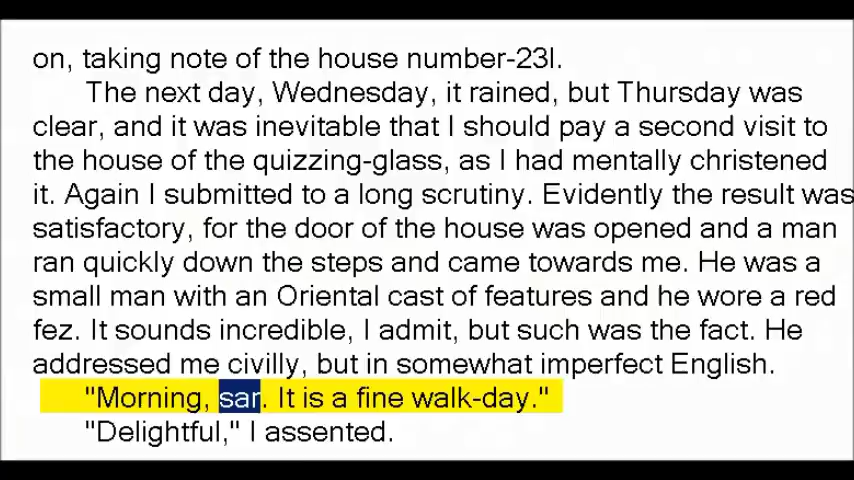 on, taking note of the house number-23l.
The next day, Wednesday, it rained, but Thursday was
clear, and it was inevitable that I should pay a second visit to
the house of the quizzing-glass, as I had mentally christened
it. Again I submitted to a long scrutiny. Evidently the result was
satisfactory, for the door of the house was opened and a man
ran quickly down the steps and came towards me. He was a
small man with an Oriental cast of features and he wore a red
fez. It sounds incredible, I admit, but such was the fact. He
addressed me civilly, but in somewhat imperfect English.
"Morning, sar. It is a fine walk-day."
"Delightful," I assented.